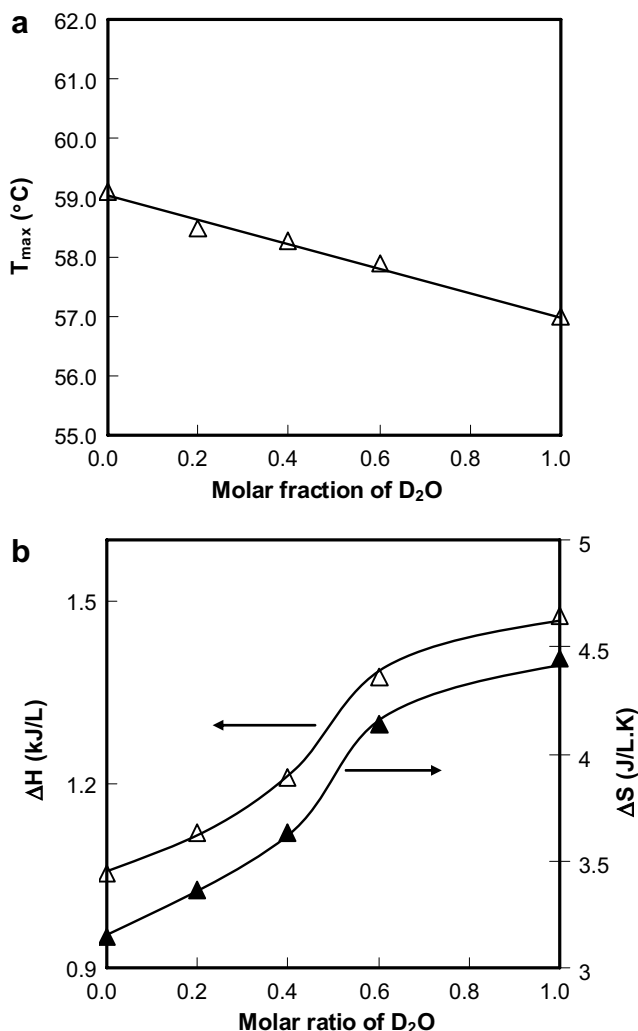 a
62.0
61.0
60.0
59.0
58.0
57.0
56.0
55.0
T_max (°C)
0.0 0.2 0.4 0.6 0.8 1.0
Molar fraction of D₂O
b
1.5
1.2
0.9
ΔH (kJ/L)
5
4.5
4
3.5
3
ΔS (J/L.K)
0.0 0.2 0.4 0.6 0.8 1.0
Molar ratio of D₂O